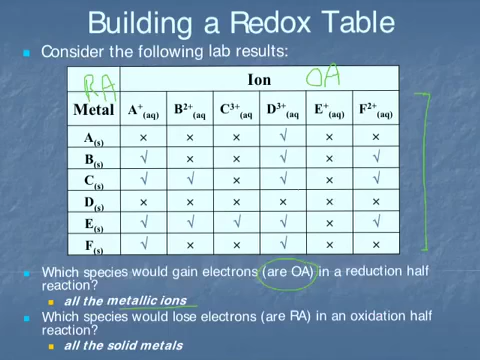 Building a Redox Table
Consider the following lab results:
RA Ion OA
Metal A⁺(aq) B²⁺(aq C³⁺(aq D³⁺(aq E⁺(aq) F²⁺(aq)
A(s) × × × √ × ×
B(s) √ × × √ × √
C(s) √ √ × √ × √
D(s) × × × × × ×
E(s) √ √ √ √ × √
F(s) √ × × √ × ×
Which species would gain electrons (are OA) in a reduction half
reaction?
all the metallic ions
Which species would lose electrons (are RA) in an oxidation half
reaction?
all the solid metals